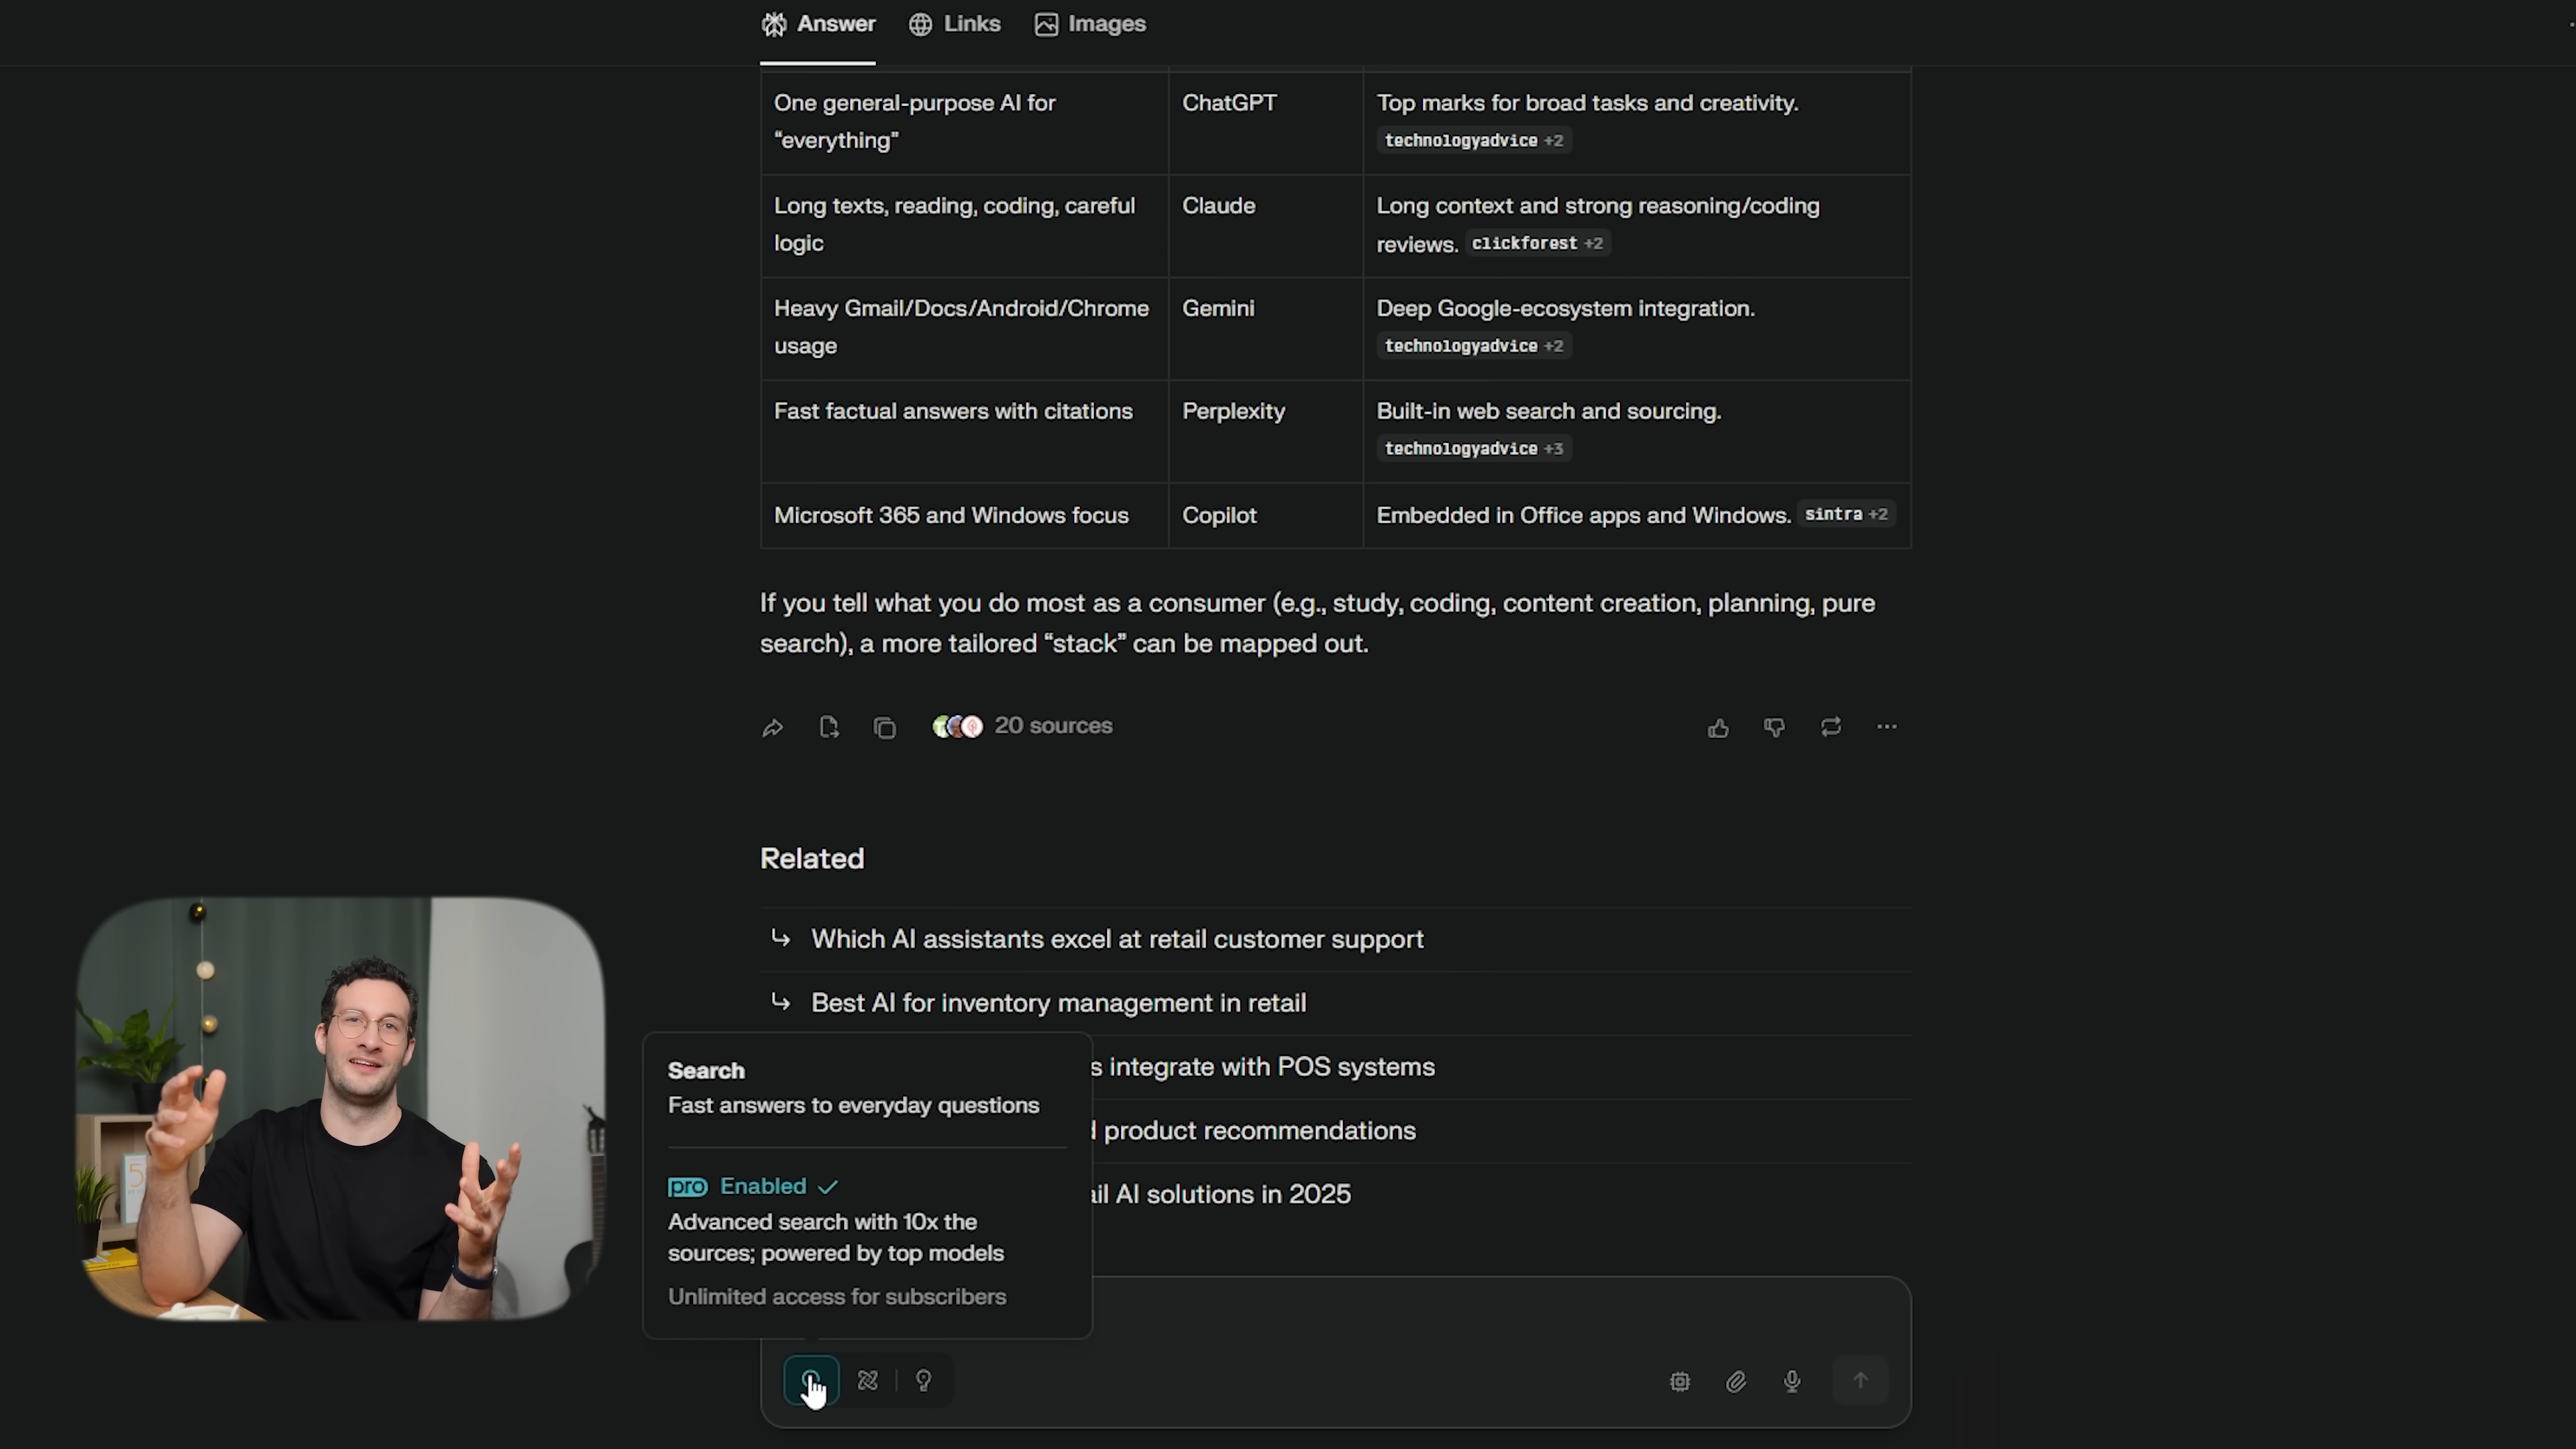 Answer
Links
Images
One general-purpose AI for
“everything”
ChatGPT
Top marks for broad tasks and creativity.
technologyadvice +2
Long texts, reading, coding, careful
logic
Claude
Long context and strong reasoning/coding
reviews. clickforest +2
Heavy Gmail/Docs/Android/Chrome
usage
Gemini
Deep Google-ecosystem integration.
technologyadvice +2
Fast factual answers with citations
Perplexity
Built-in web search and sourcing.
technologyadvice +3
Microsoft 365 and Windows focus
Copilot
Embedded in Office apps and Windows. sintra +2
If you tell what you do most as a consumer (e.g., study, coding, content creation, planning, pure
search), a more tailored “stack” can be mapped out.
20 sources
Related
Which AI assistants excel at retail customer support
Best AI for inventory management in retail
s integrate with POS systems
product recommendations
AI solutions in 2025
Search
Fast answers to everyday questions
pro Enabled
Advanced search with 10x the
sources; powered by top models
Unlimited access for subscribers